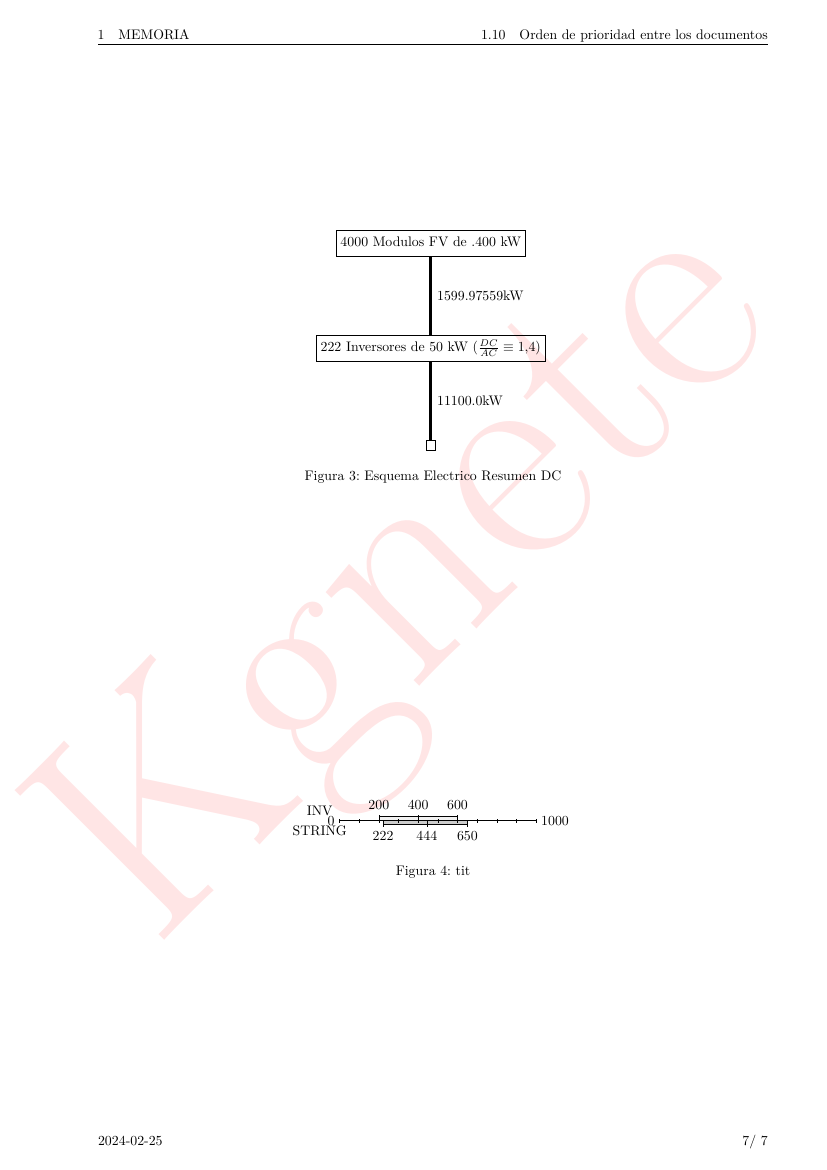 1 MEMORIA 1.10 Orden de prioridad entre los documentos
4000 Modulos FV de .400 kW
1599.97559kW
222 Inversores de 50 kW (DC/AC ≡ 1,4)
11100.0kW
Figura 3: Esquema Electrico Resumen DC
Kgnete
200 400 600
INV
0 1000
STRING
222 444 650
Figura 4: tit
2024-02-25 7/ 7